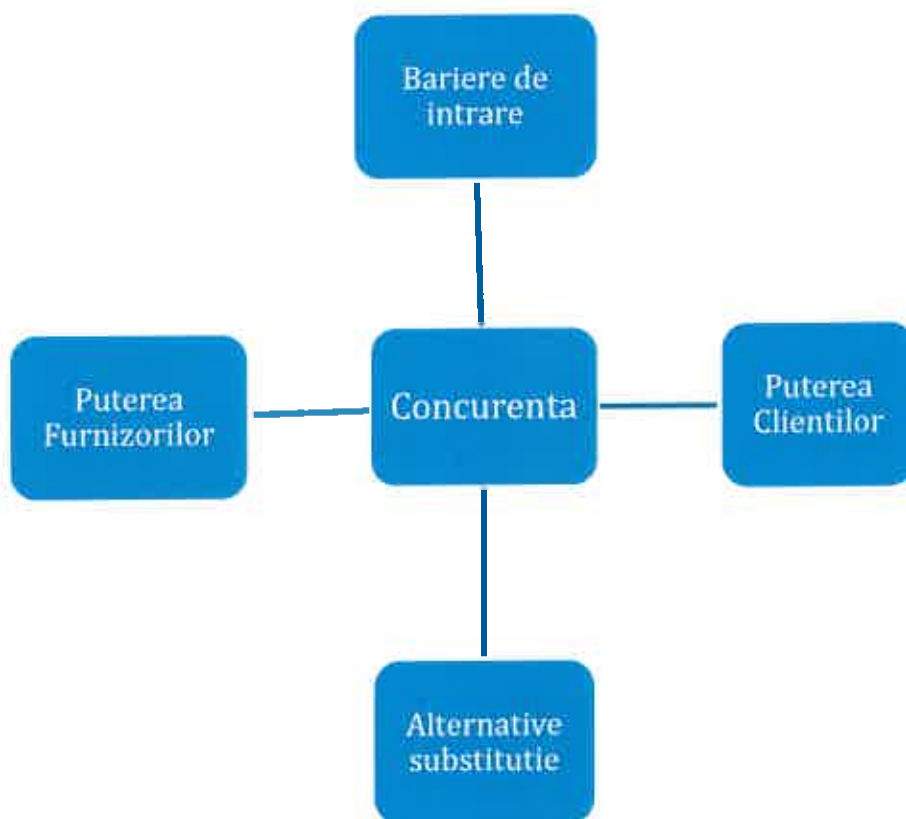 Bariere de
intrare
Puterea
Furnizorilor
Concurenta
Puterea
Clientilor
Alternative
substitutie